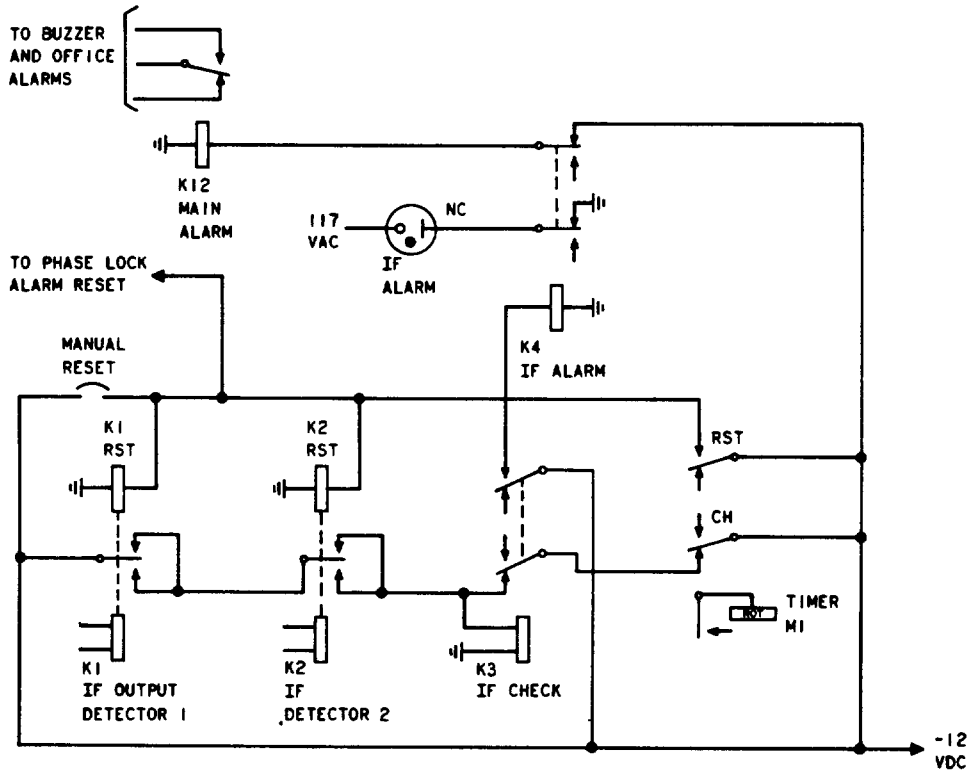 TO BUZZER
AND OFFICE
ALARMS
K12
MAIN
ALARM
117
VAC
NC
IF
ALARM
TO PHASE LOCK
ALARM RESET
K4
IF ALARM
MANUAL
RESET
K1
RST
K2
RST
RST
CH
TIMER
M1
K1
IF OUTPUT
DETECTOR 1
K2
IF
DETECTOR 2
K3
IF CHECK
-12
VDC